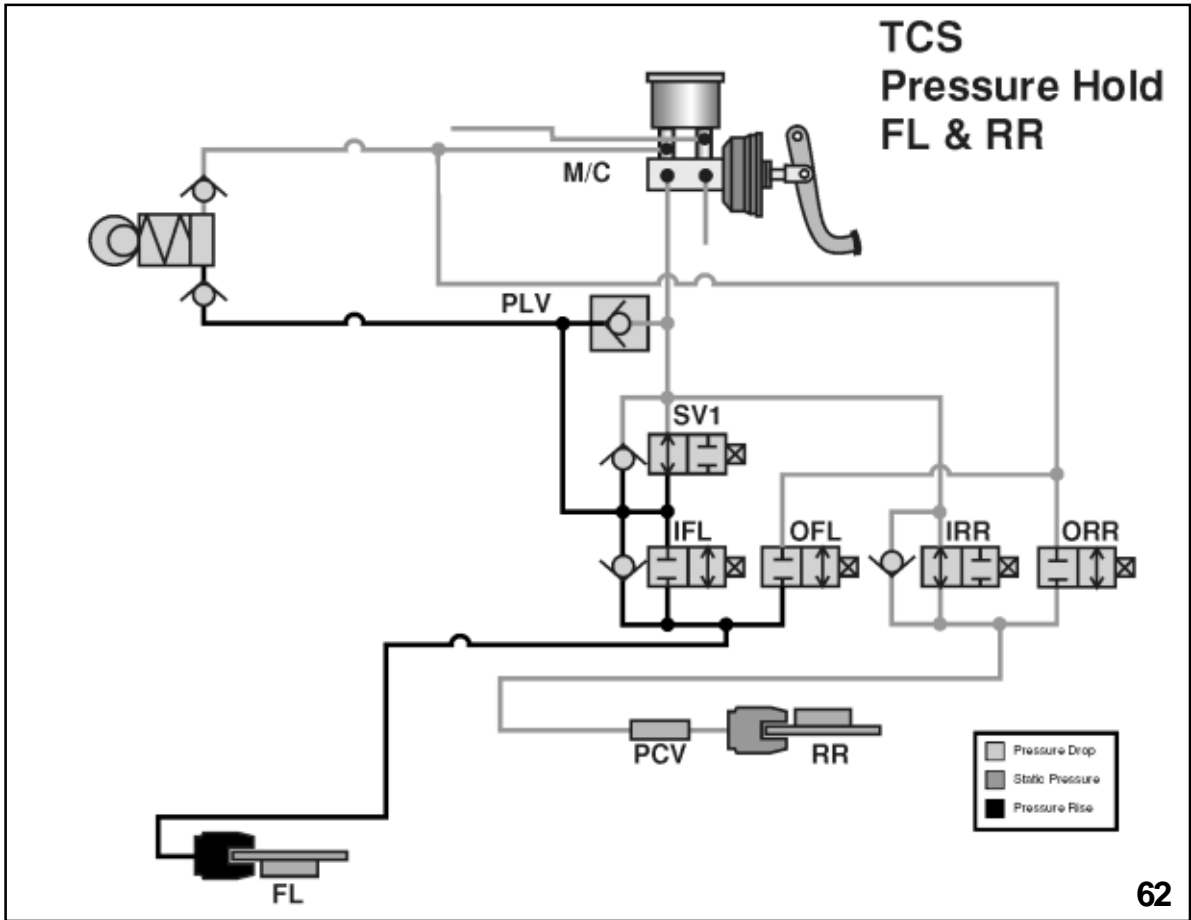 TCS
Pressure Hold
FL & RR
M/C
PLV
SV1
IFL
OFL
IRR
ORR
PCV
RR
Pressure Drop
Static Pressure
Pressure Rise
FL
62